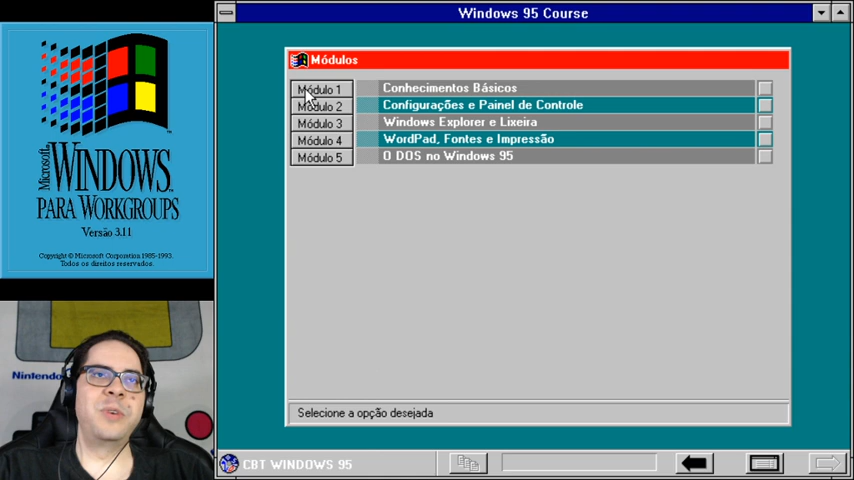 Microsoft®
WINDOWS™
PARA WORKGROUPS
Versão 3.11
Copyright © Microsoft Corporation 1985-1993.
Todos os direitos reservados.
Nintendo
Windows 95 Course
Módulos
Módulo 1 Conhecimentos Básicos
Módulo 2 Configurações e Painel de Controle
Módulo 3 Windows Explorer e Lixeira
Módulo 4 WordPad, Fontes e Impressão
Módulo 5 O DOS no Windows 95
Selecione a opção desejada
CBT WINDOWS 95